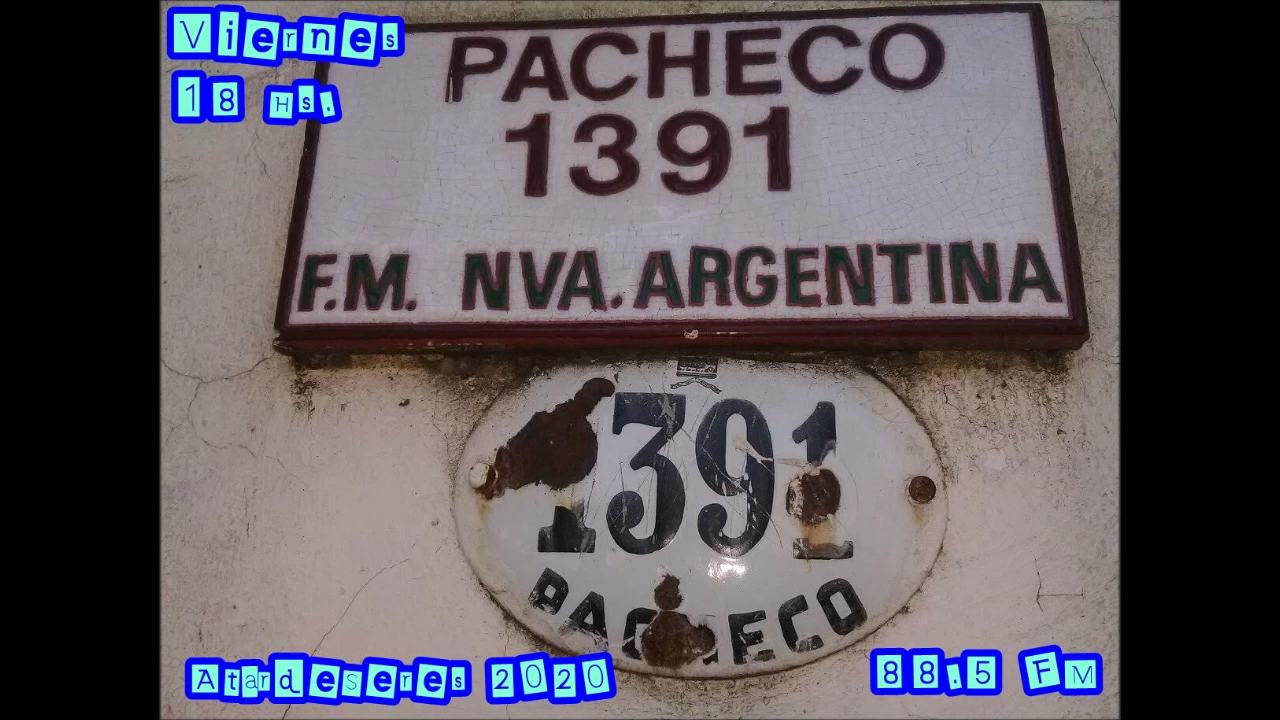 Viernes
18 Hs.
PACHECO
1391
F.M. NVA. ARGENTINA
1391
PACHECO
Atardeseres 2020
88.5 FM